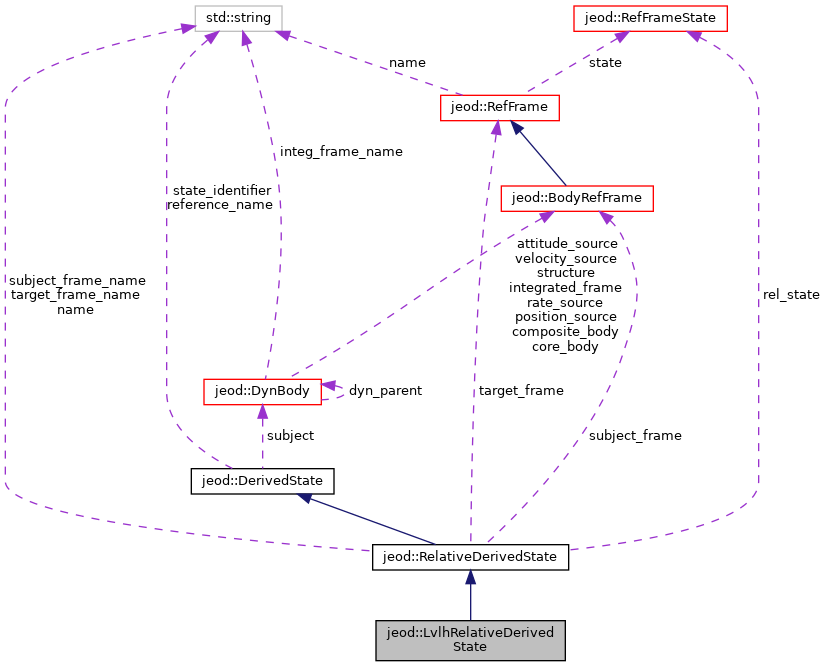 std::string
jeod::RefFrameState
name
state
jeod::RefFrame
integ_frame_name
state_identifier
reference_name
jeod::BodyRefFrame
attitude_source
velocity_source
structure
integrated_frame
rate_source
position_source
composite_body
core_body
subject_frame_name
target_frame_name
name
rel_state
jeod::DynBody
dyn_parent
target_frame
subject
subject_frame
jeod::DerivedState
jeod::RelativeDerivedState
jeod::LvlhRelativeDerived
State